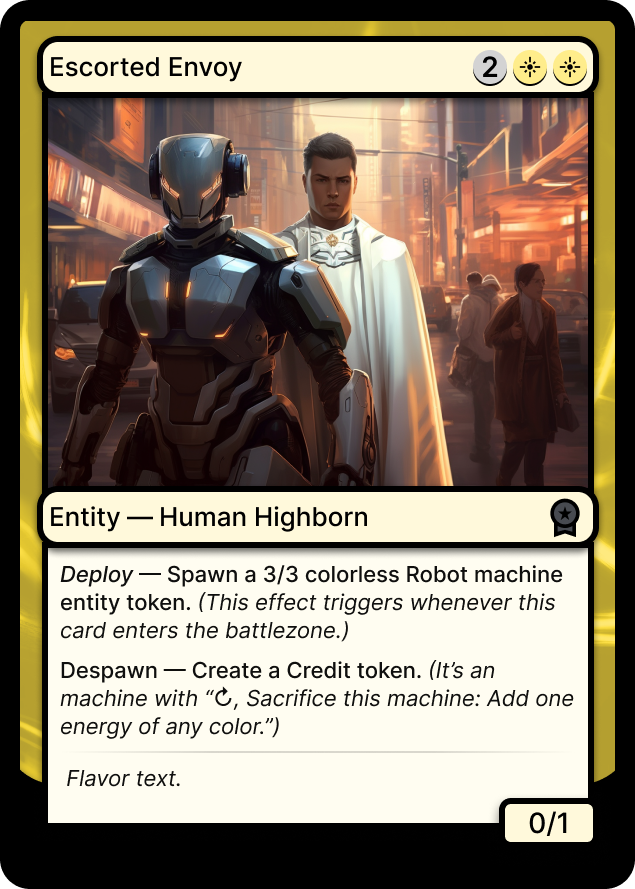 Escorted Envoy
2
Entity — Human Highborn
Deploy — Spawn a 3/3 colorless Robot machine
entity token. (This effect triggers whenever this
card enters the battlezone.)
Despawn — Create a Credit token. (It’s an
machine with “↻, Sacrifice this machine: Add one
energy of any color.”)
Flavor text.
0/1